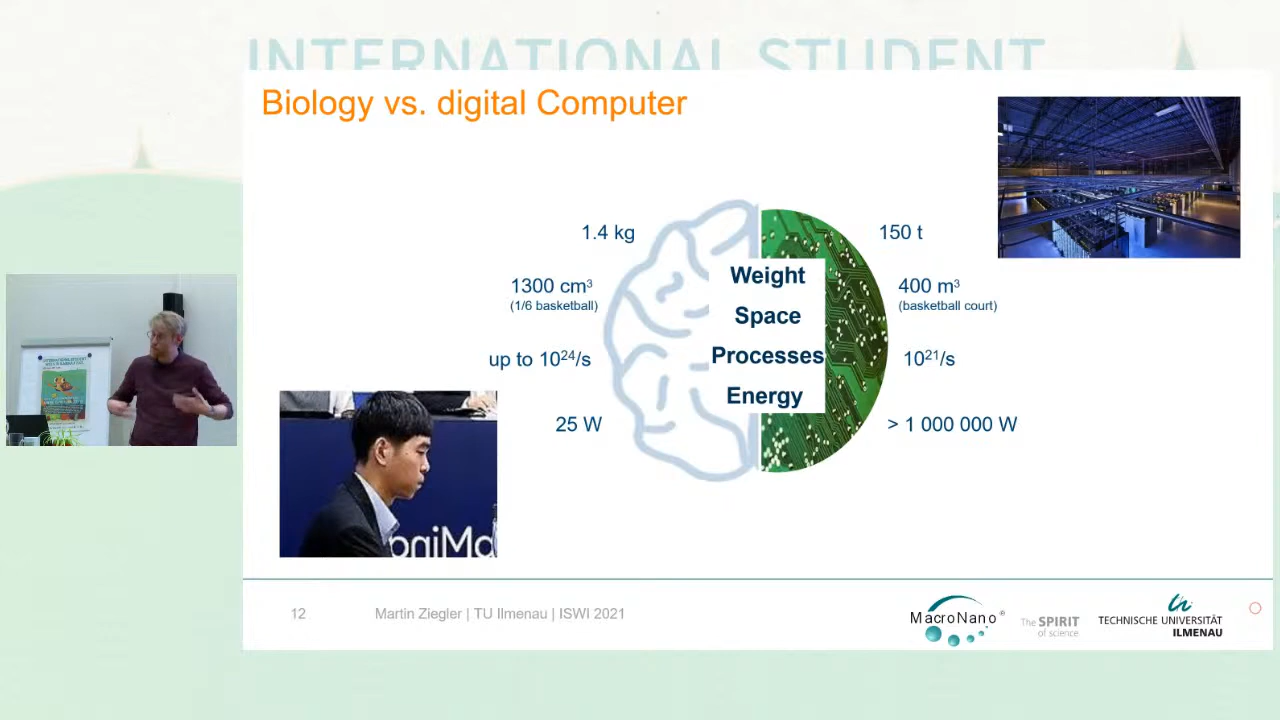 INTERNATIONAL STUDENT
Biology vs. digital Computer
1.4 kg
150 t
Weight
1300 cm³
(1/6 basketball)
400 m³
(basketball court)
Space
up to 10²⁴/s
Processes
10²¹/s
Energy
25 W
> 1 000 000 W
12
Martin Ziegler | TU Ilmenau | ISWI 2021
MacroNano®
The SPIRIT
of science
TECHNISCHE UNIVERSITÄT
ILMENAU